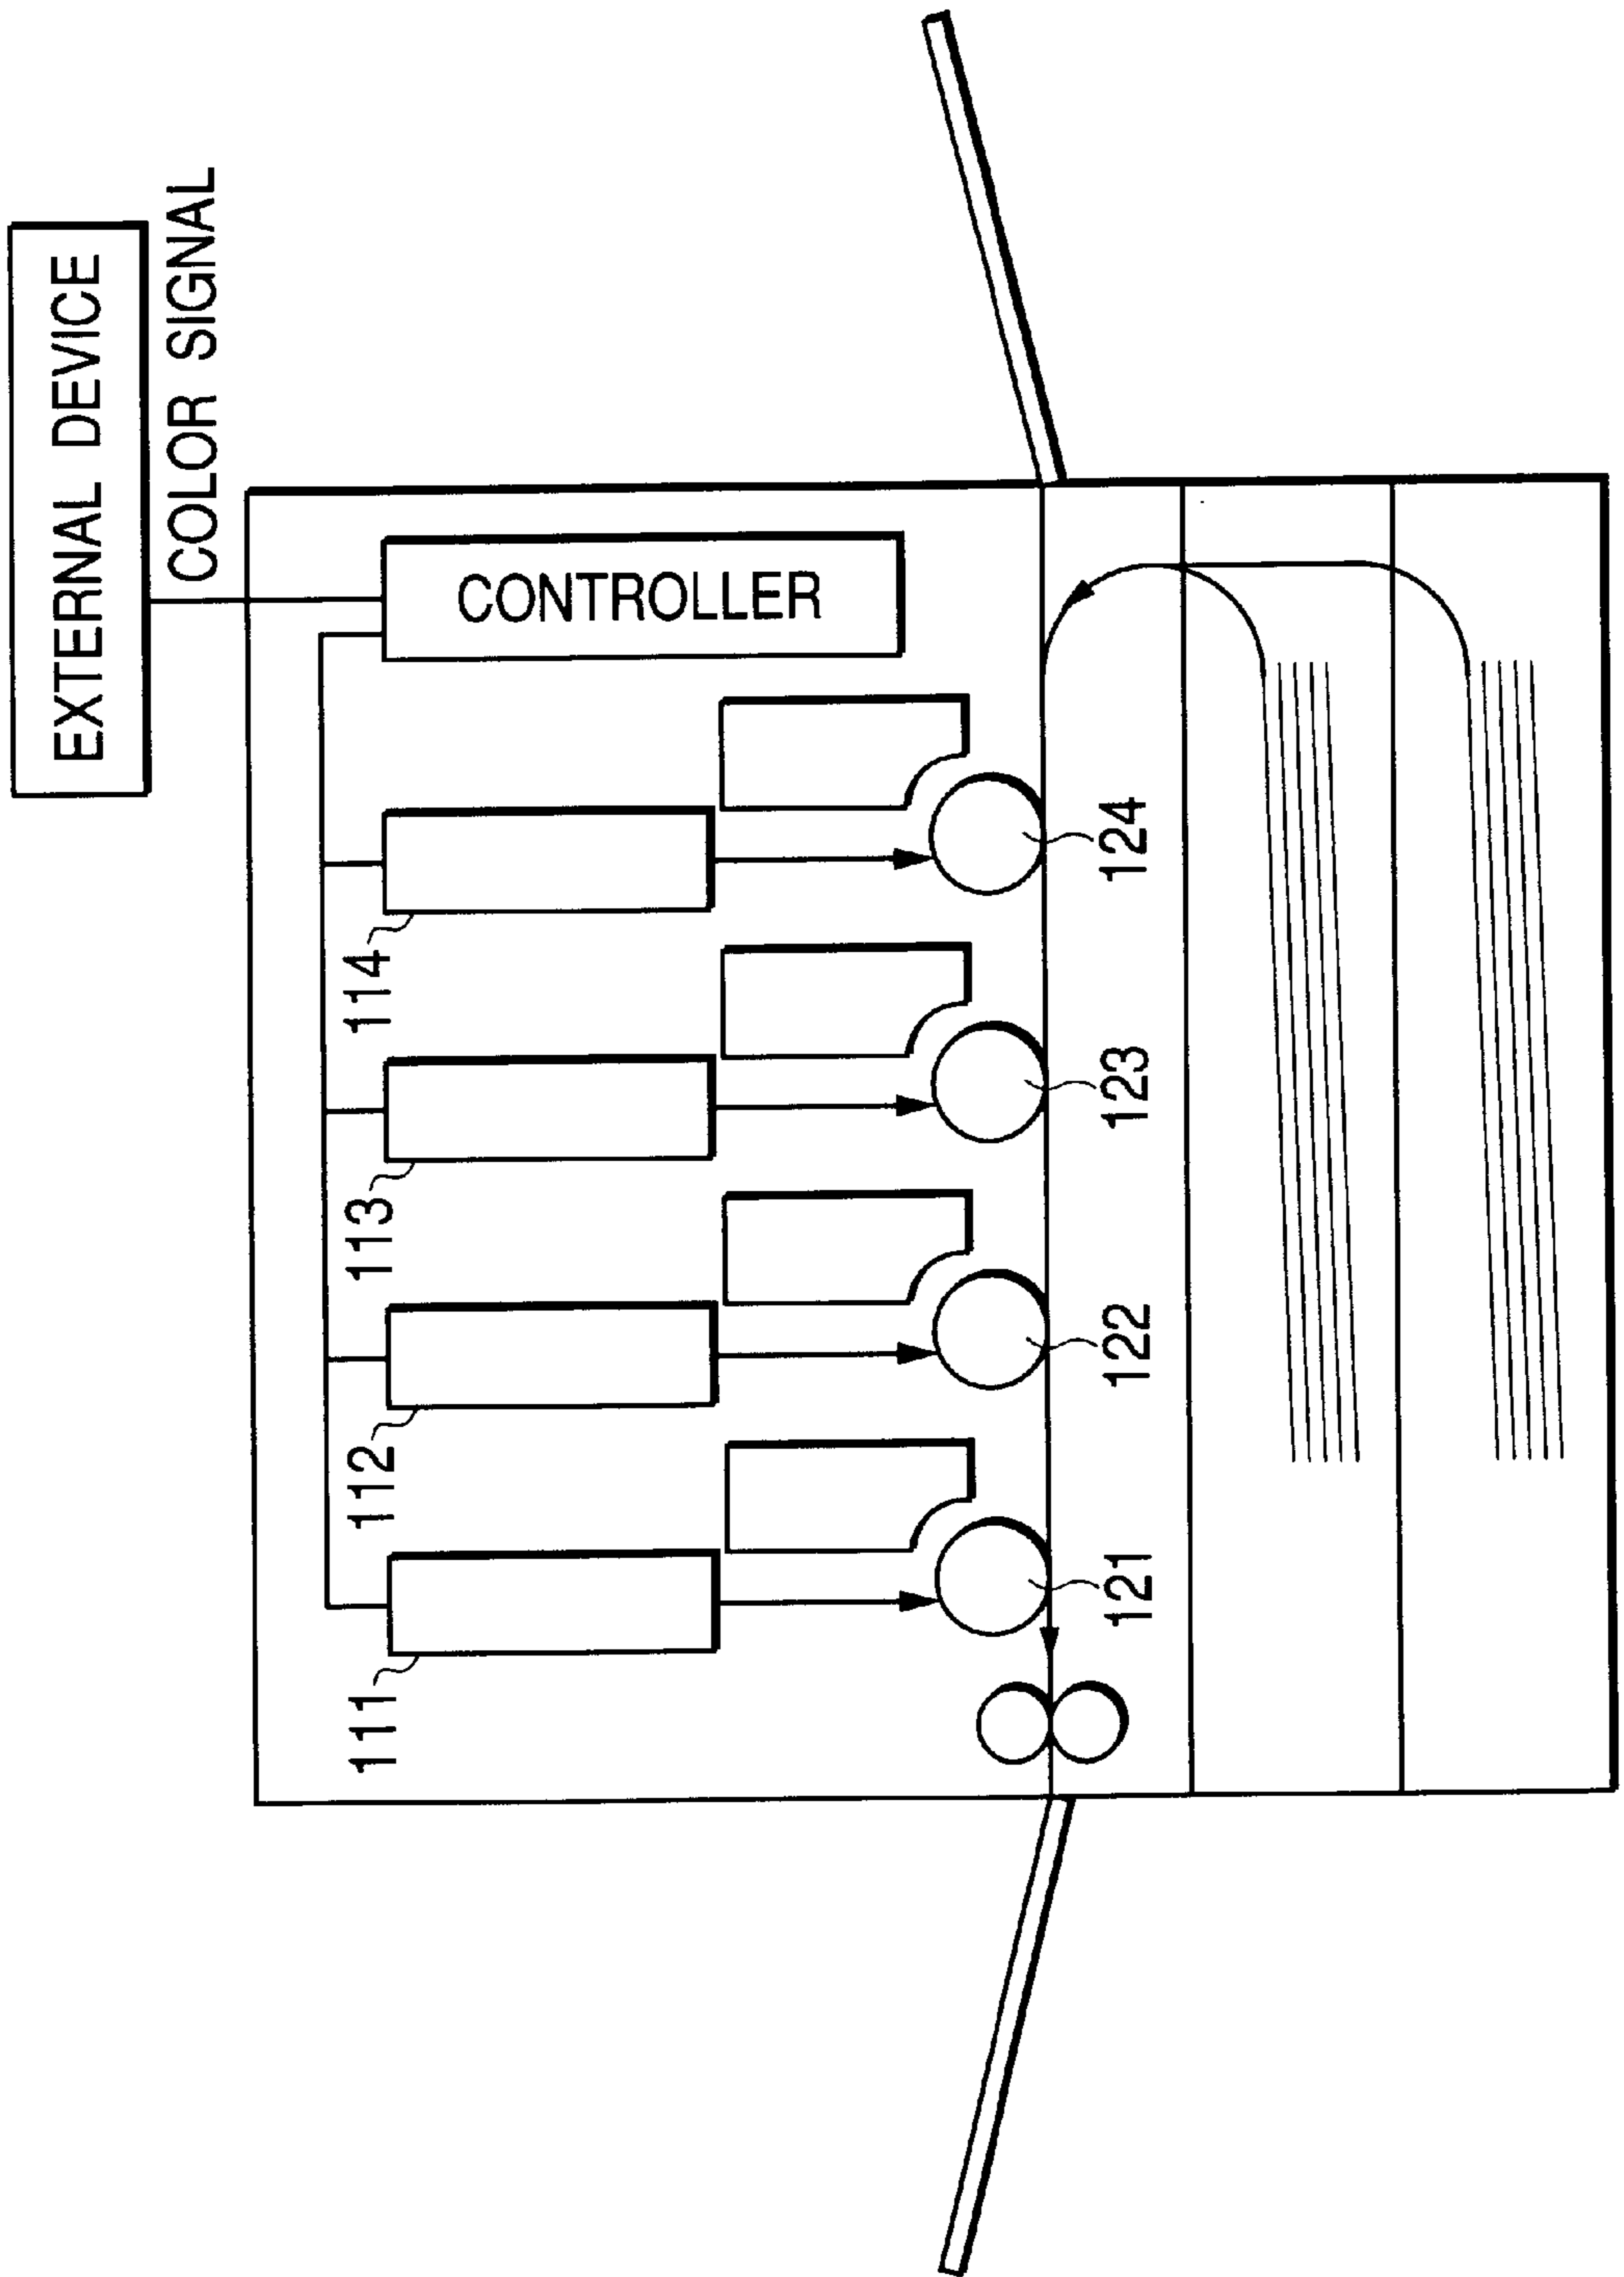 EXTERNAL DEVICE
COLOR SIGNAL
CONTROLLER
111
112
113
114
121
122
123
124